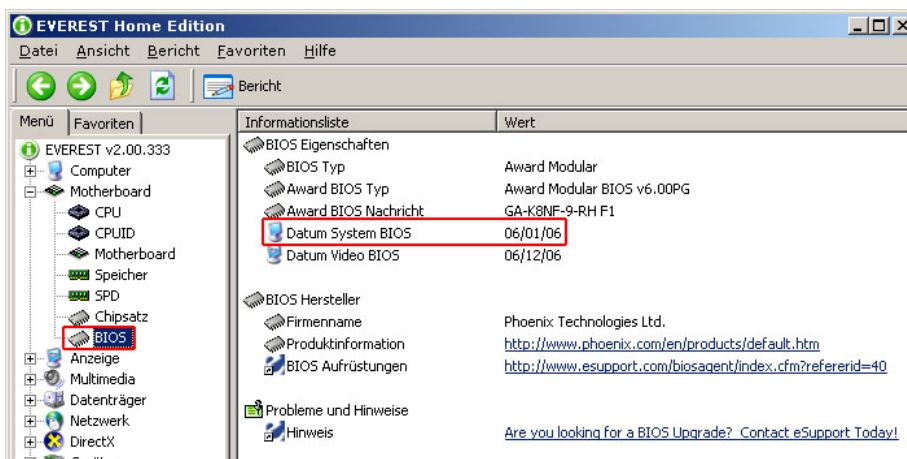 EVEREST Home Edition
Datei Ansicht Bericht Favoriten Hilfe
Bericht
Menü Favoriten
EVEREST v2.00.333
Computer
Motherboard
CPU
CPUID
Motherboard
Speicher
SPD
Chipsatz
BIOS
Anzeige
Multimedia
Datenträger
Netzwerk
DirectX
Informationsliste Wert
BIOS Eigenschaften
BIOS Typ Award Modular
Award BIOS Typ Award Modular BIOS v6.00PG
Award BIOS Nachricht GA-K8NF-9-RH F1
Datum System BIOS 06/01/06
Datum Video BIOS 06/12/06
BIOS Hersteller
Firmenname Phoenix Technologies Ltd.
Produktinformation http://www.phoenix.com/en/products/default.htm
BIOS Aufrüstungen http://www.esupport.com/biosagent/index.cfm?refererid=40
Probleme und Hinweise
Hinweis Are you looking for a BIOS Upgrade? Contact eSupport Today!